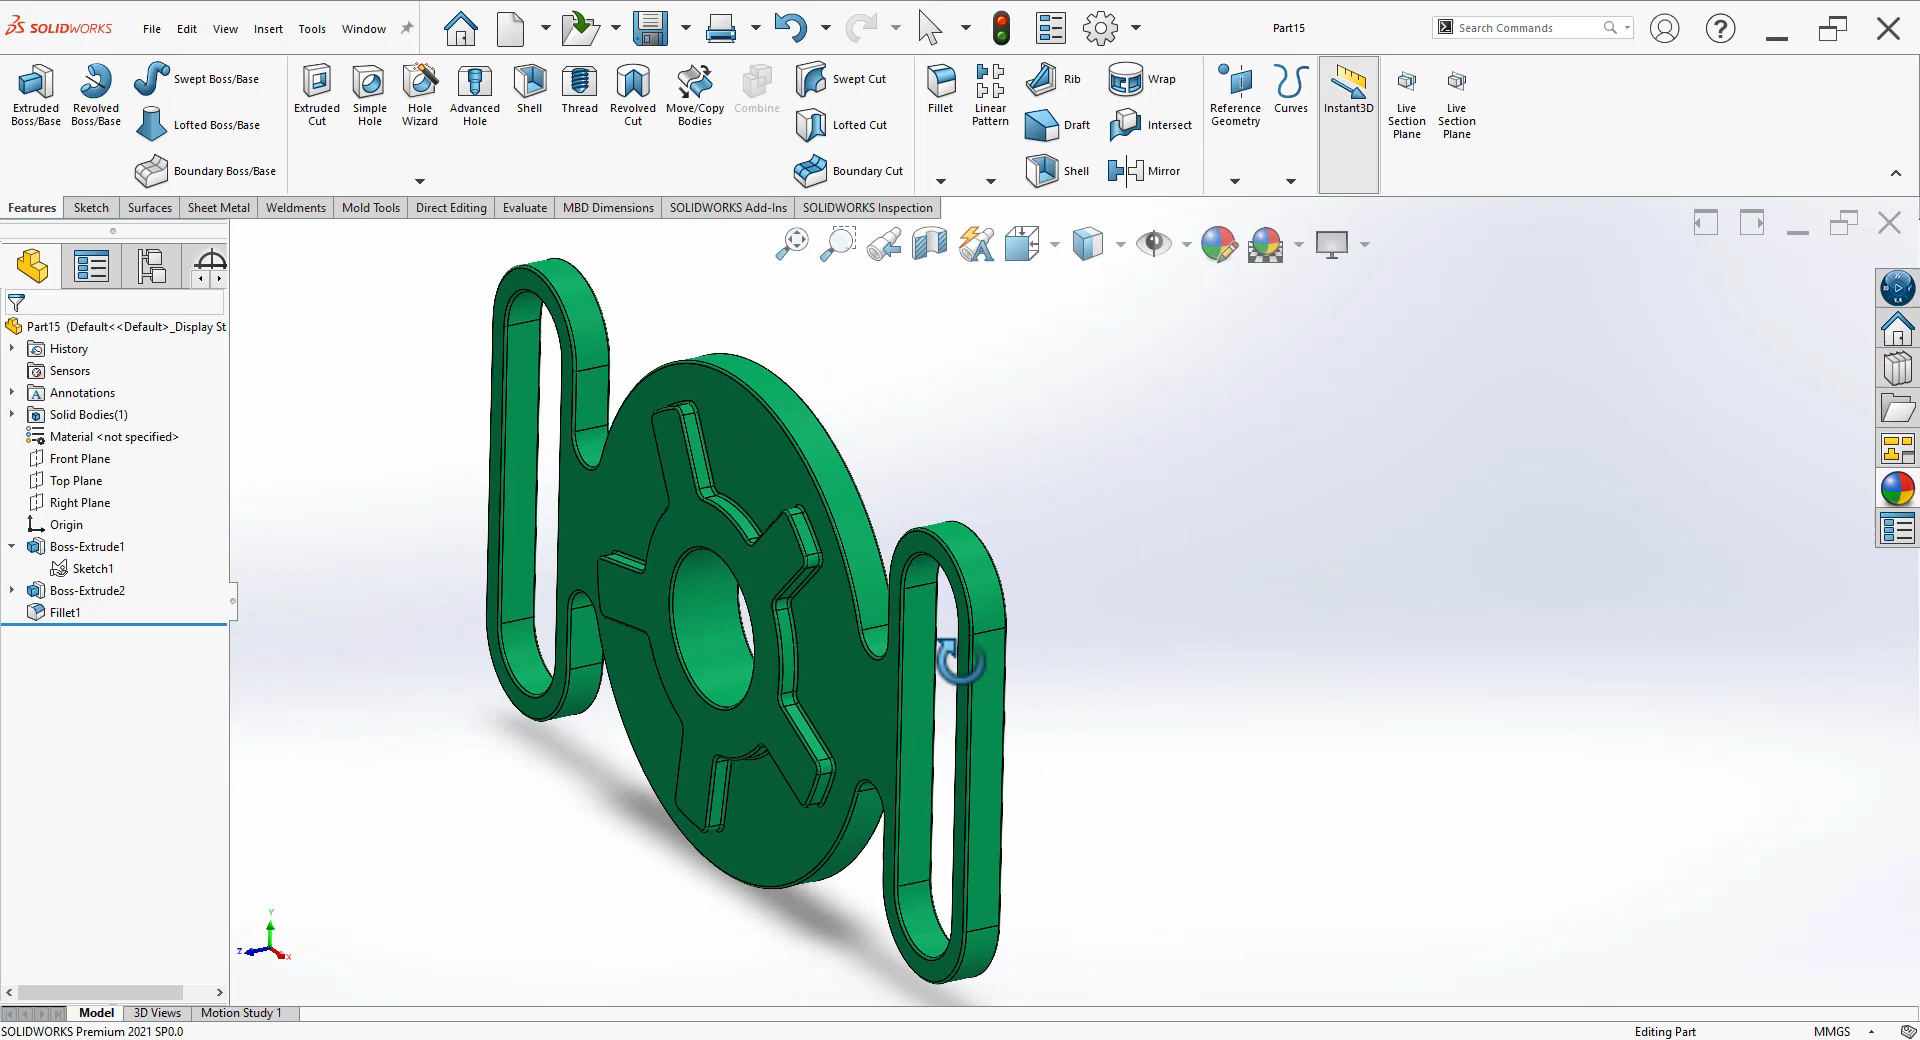 SOLIDWORKS
File Edit View Insert Tools Window
Part15
Search Commands
Extruded Boss/Base
Revolved Boss/Base
Swept Boss/Base
Lofted Boss/Base
Boundary Boss/Base
Extruded Cut
Simple Hole
Hole Wizard
Advanced Hole
Shell
Thread
Revolved Cut
Move/Copy Bodies
Combine
Swept Cut
Lofted Cut
Boundary Cut
Fillet
Linear Pattern
Rib
Draft
Shell
Wrap
Intersect
Mirror
Reference Geometry
Curves
Instant3D
Live Section Plane
Live Section Plane
Features Sketch Surfaces Sheet Metal Weldments Mold Tools Direct Editing Evaluate MBD Dimensions SOLIDWORKS Add-Ins SOLIDWORKS Inspection
Part15 (Default<<Default>_Display St
History
Sensors
Annotations
Solid Bodies(1)
Material <not specified>
Front Plane
Top Plane
Right Plane
Origin
Boss-Extrude1
Sketch1
Boss-Extrude2
Fillet1
Y
Z
X
Model 3D Views Motion Study 1
SOLIDWORKS Premium 2021 SP0.0
Editing Part
MMGS